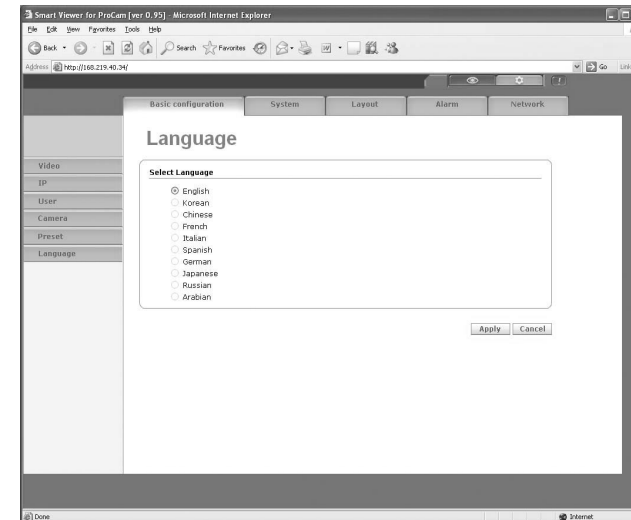 Smart Viewer for ProCam [ver 0.95] - Microsoft Internet Explorer
File Edit View Favorites Tools Help
Back Search Favorites
Address http://168.219.40.34/ Go Link
Basic configuration System Layout Alarm Network
Language
Video
IP
User
Camera
Preset
Language
Select Language
English
Korean
Chinese
French
Italian
Spanish
German
Japanese
Russian
Arabian
Apply Cancel
Done Internet